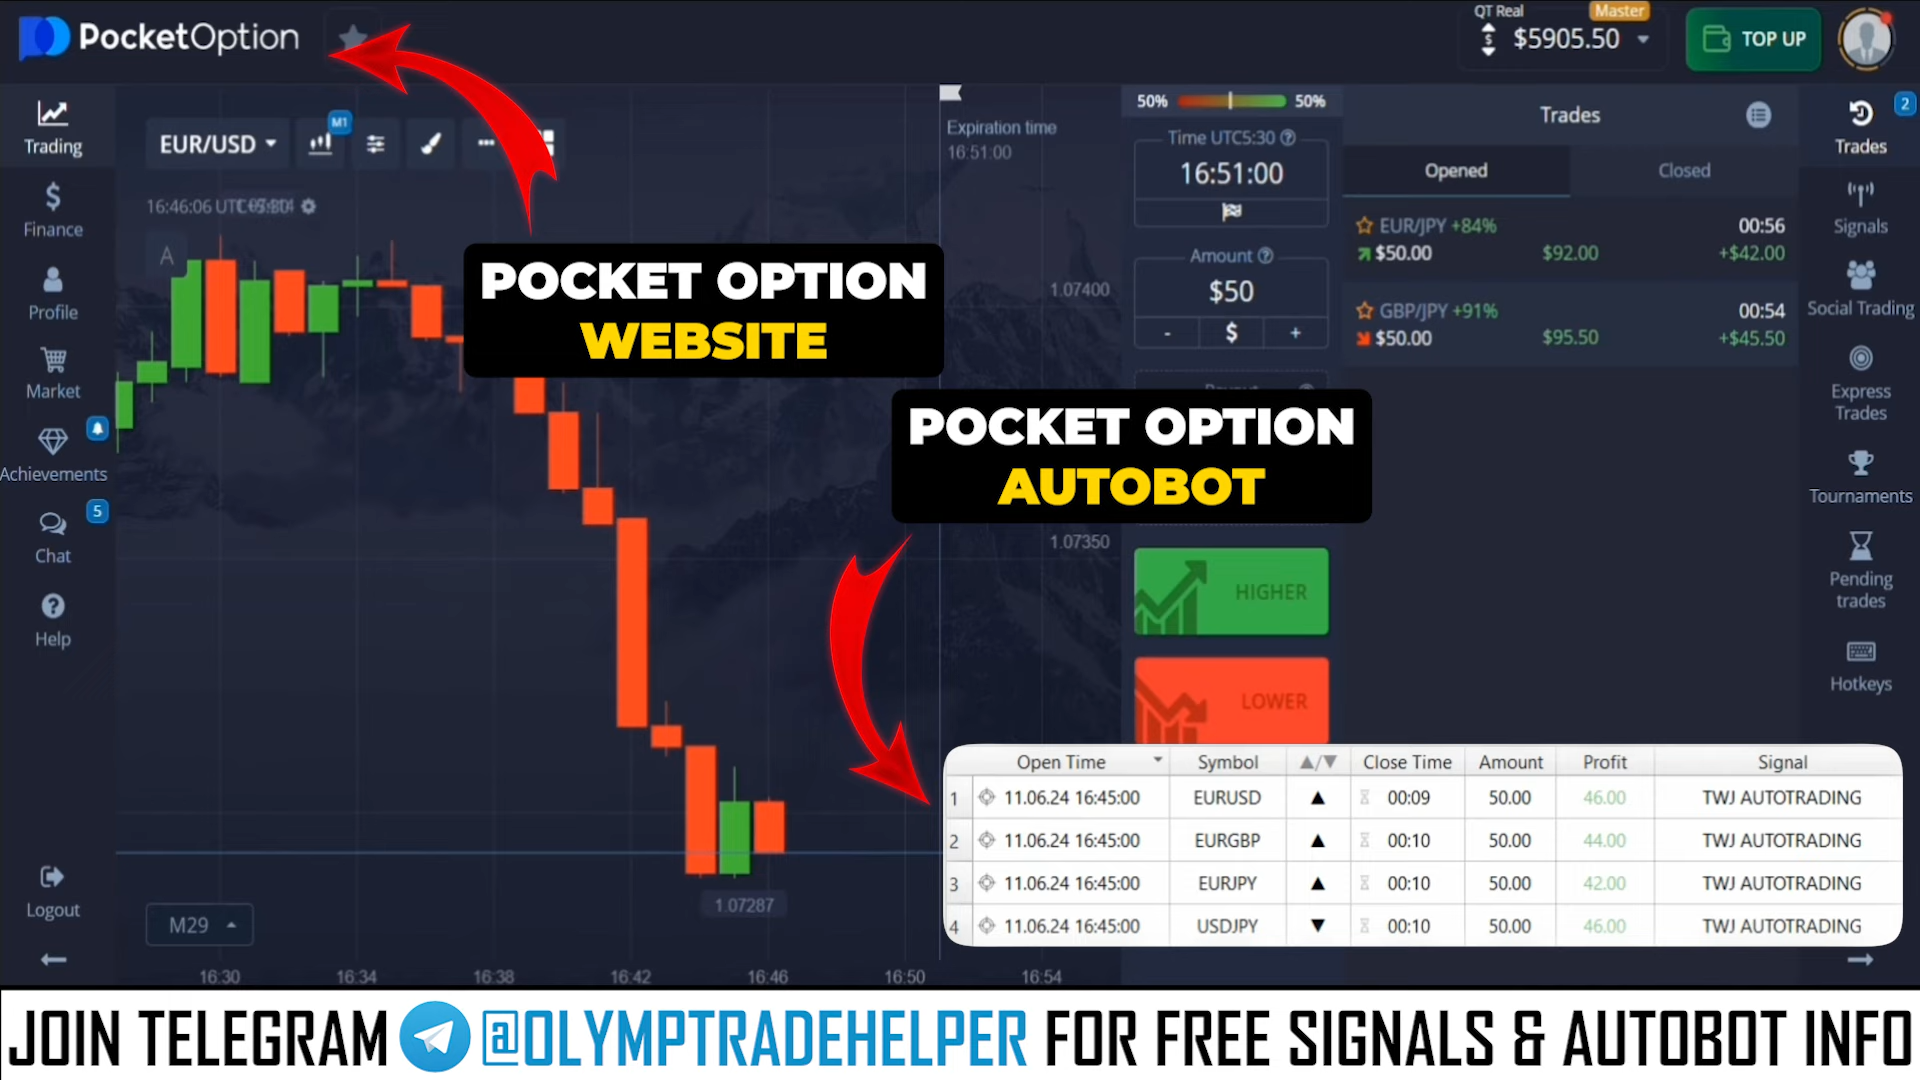 PocketOption
QT Real
Master
$5905.50
TOP UP
Trading
Finance
Profile
Market
Achievements
Chat
5
Help
Logout
EUR/USD
M1
16:46:06
A
POCKET OPTION
WEBSITE
POCKET OPTION
AUTOBOT
Expiration time
16:51:00
1.07400
1.07350
1.07287
M29
16:30
16:34
16:38
16:42
16:46
16:50
16:54
50%
50%
Time UTC5:30
16:51:00
Amount
$50
- $ +
HIGHER
LOWER
Trades
Opened
Closed
EUR/JPY +84% 00:56
$50.00 $92.00 +$42.00
GBP/JPY +91% 00:54
$50.00 $95.50 +$45.50
2
Trades
Signals
Social Trading
Express
Trades
Tournaments
Pending
trades
Hotkeys
Open Time Symbol ▲/▼ Close Time Amount Profit Signal
1 11.06.24 16:45:00 EURUSD ▲ 00:09 50.00 46.00 TWJ AUTOTRADING
2 11.06.24 16:45:00 EURGBP ▲ 00:10 50.00 44.00 TWJ AUTOTRADING
3 11.06.24 16:45:00 EURJPY ▲ 00:10 50.00 42.00 TWJ AUTOTRADING
4 11.06.24 16:45:00 USDJPY ▼ 00:10 50.00 46.00 TWJ AUTOTRADING
JOIN TELEGRAM @OLYMPTRADEHELPER FOR FREE SIGNALS & AUTOBOT INFO